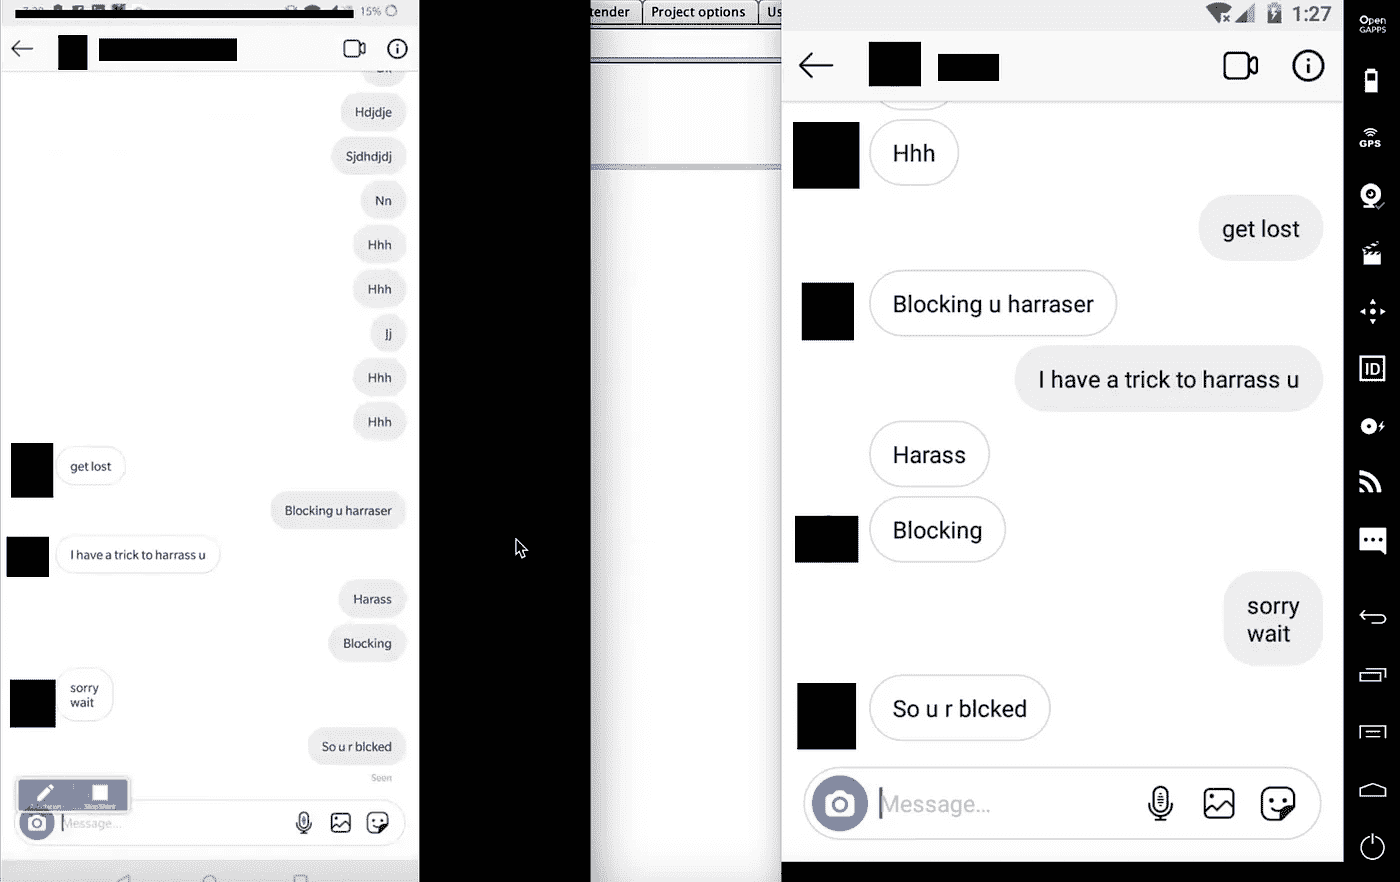 15%
Hdjdje
Sjdhdjdj
Nn
Hhh
Hhh
Jj
Hhh
Hhh
get lost
Blocking u harraser
I have a trick to harrass u
Harass
Blocking
sorry
wait
So u r blcked
Seen
Message...
tender
Project options
Us
1:27
Hhh
get lost
Blocking u harraser
I have a trick to harrass u
Harass
Blocking
sorry
wait
So u r blcked
Message...
Open
GAPPS
GPS
ID